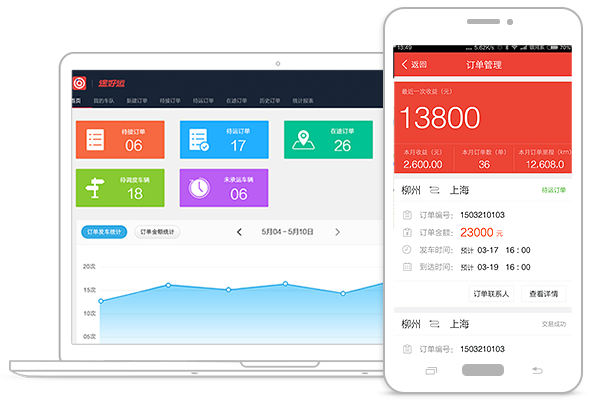 速好运
首页 我的车队 新建订单 待接订单 待运订单 在途订单 历史订单 统计报表
待接订单
06
待运订单
17
在途订单
26
待调度车辆
18
未承运车辆
06
订单发车统计 订单金额统计 5月04 – 5月10日
20次
15次
10次
05次
13:49 5.62K/s 银河系 70%
返回 订单管理
最近一次收益（元）
13800
本月收益（元） 本月订单数（单） 本月订单里程（km）
2.600.00 36 12.608.0
柳州 上海 待运订单
订单编号： 1503210103
订单金额： 23000 元
发车时间： 预计 03-17 16：00
到达时间： 预计 03-19 16：00
订单联系人 查看详情
柳州 上海 交易成功
订单编号： 1503210103